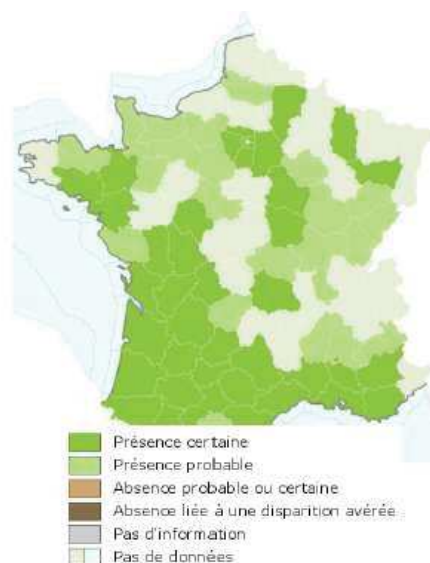 Présence certaine
Présence probable
Absence probable ou certaine
Absence liée à une disparition avérée
Pas d'information
Pas de données